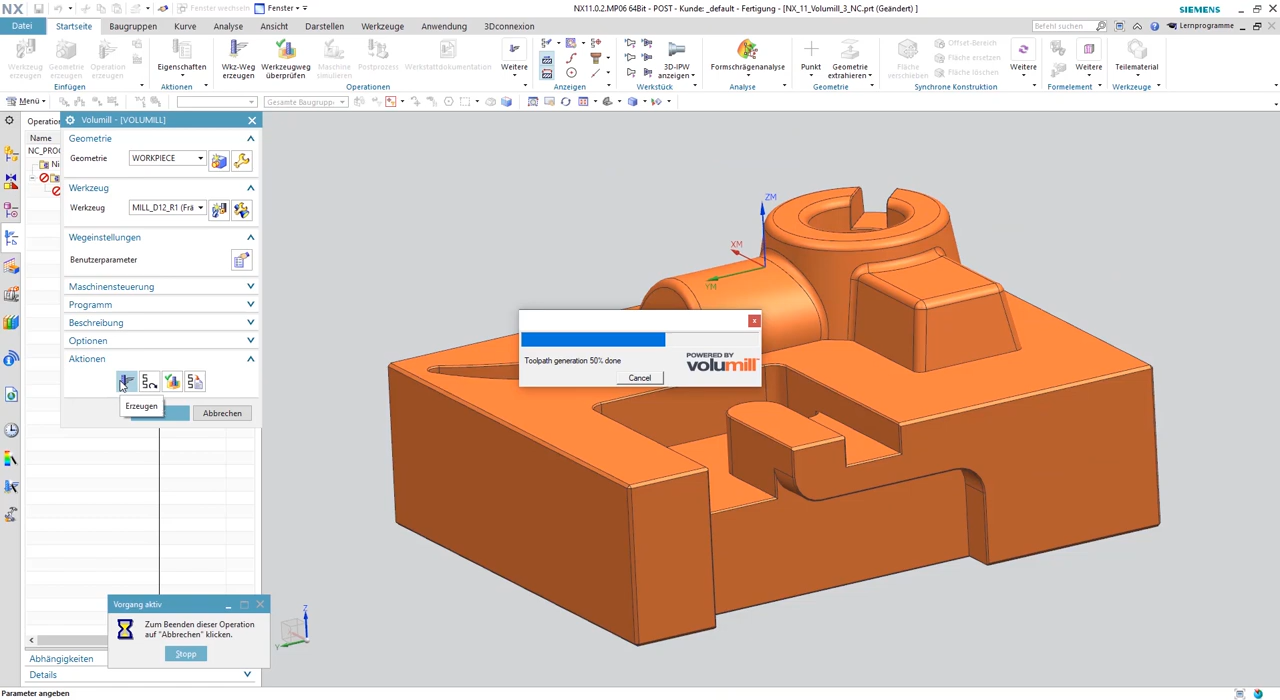 NX
Fenster wechseln
Fenster
NX11.0.2.MP06 64Bit - POST - Kunde: _default - Fertigung - [NX_11_Volumill_3_NC.prt (Geändert) ]
SIEMENS
Datei
Startseite
Baugruppen
Kurve
Analyse
Ansicht
Darstellen
Werkzeuge
Anwendung
3Dconnexion
Befehl suchen
Lernprogramme
Werkzeug erzeugen
Geometrie erzeugen
Operation erzeugen
Eigenschaften
Wkz-Weg erzeugen
Werkzeugweg überprüfen
Maschine simulieren
Postprozess
Werkstattdokumentation
Weitere
3D-IPW anzeigen
Formschrägenanalyse
Punkt
Geometrie extrahieren
Fläche verschieben
Offset-Bereich
Fläche ersetzen
Fläche löschen
Weitere
Weitere
Teilematerial
Einfügen
Aktionen
Operationen
Anzeigen
Werkstück
Analyse
Geometrie
Synchrone Konstruktion
Formelement
Werkzeuge
Menü
Gesamte Baugruppe
Operation
Name
NC_PRO
Ni
Volumill - [VOLUMILL]
Geometrie
Geometrie
WORKPIECE
Werkzeug
Werkzeug
MILL_D12_R1 (Frä
Wegeinstellungen
Benutzerparameter
Maschinensteuerung
Programm
Beschreibung
Optionen
Aktionen
Erzeugen
Abbrechen
ZM
XM
YM
Toolpath generation 50% done
POWERED BY
volumill
Cancel
Vorgang aktiv
Zum Beenden dieser Operation
auf "Abbrechen" klicken.
Stopp
Z
Y
Abhängigkeiten
Details
Parameter angeben